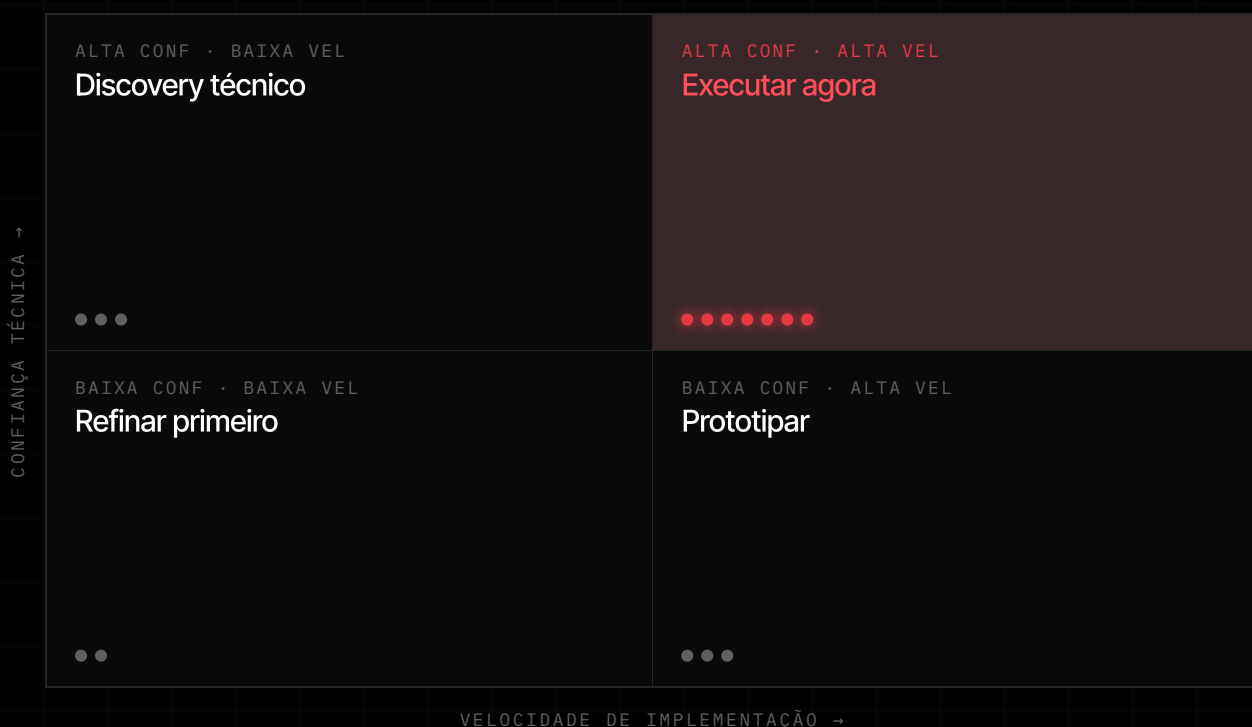 ALTA CONF · BAIXA VEL
Discovery técnico
ALTA CONF · ALTA VEL
Executar agora
CONFIANÇA TÉCNICA →
BAIXA CONF · BAIXA VEL
Refinar primeiro
BAIXA CONF · ALTA VEL
Prototipar
VELOCIDADE DE IMPLEMENTAÇÃO →